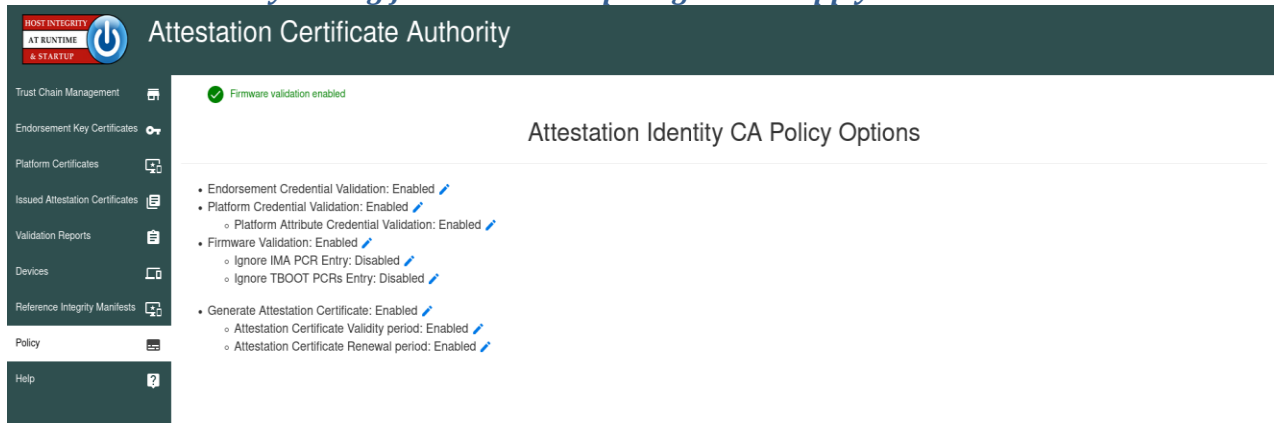 HOST INTEGRITY
AT RUNTIME
& STARTUP
Attestation Certificate Authority
Trust Chain Management
Endorsement Key Certificates
Platform Certificates
Issued Attestation Certificates
Validation Reports
Devices
Reference Integrity Manifests
Policy
Help
Firmware validation enabled
Attestation Identity CA Policy Options
• Endorsement Credential Validation: Enabled
• Platform Credential Validation: Enabled
◦ Platform Attribute Credential Validation: Enabled
• Firmware Validation: Enabled
◦ Ignore IMA PCR Entry: Disabled
◦ Ignore TBOOT PCRs Entry: Disabled
• Generate Attestation Certificate: Enabled
◦ Attestation Certificate Validity period: Enabled
◦ Attestation Certificate Renewal period: Enabled